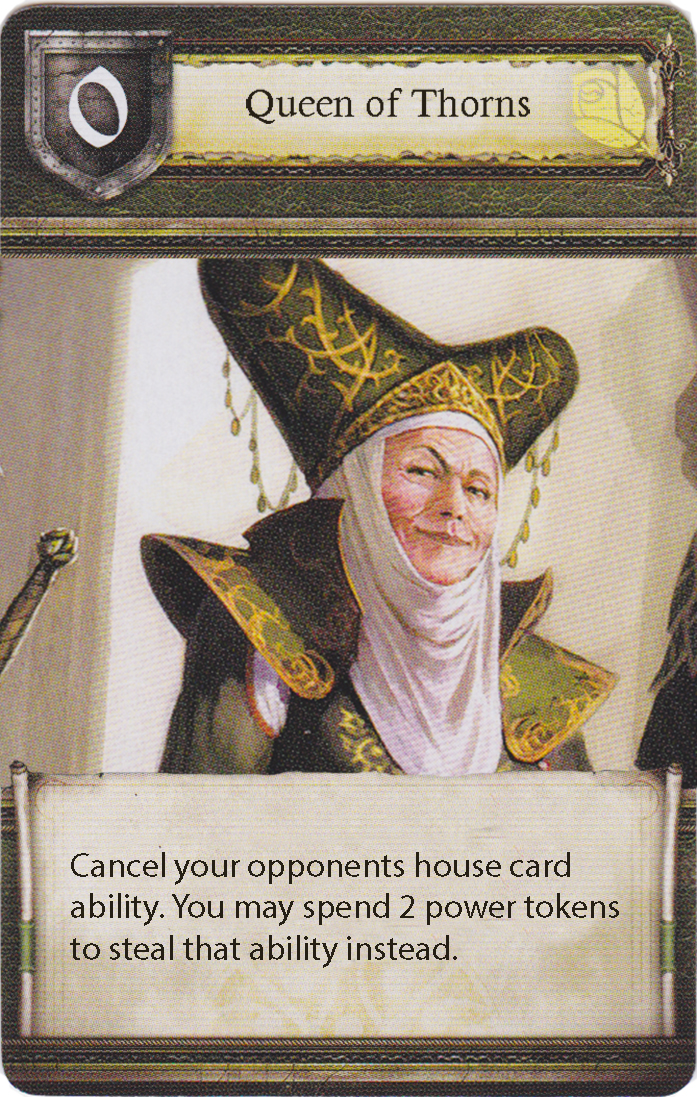 0
Queen of Thorns
Cancel your opponents house card
ability. You may spend 2 power tokens
to steal that ability instead.